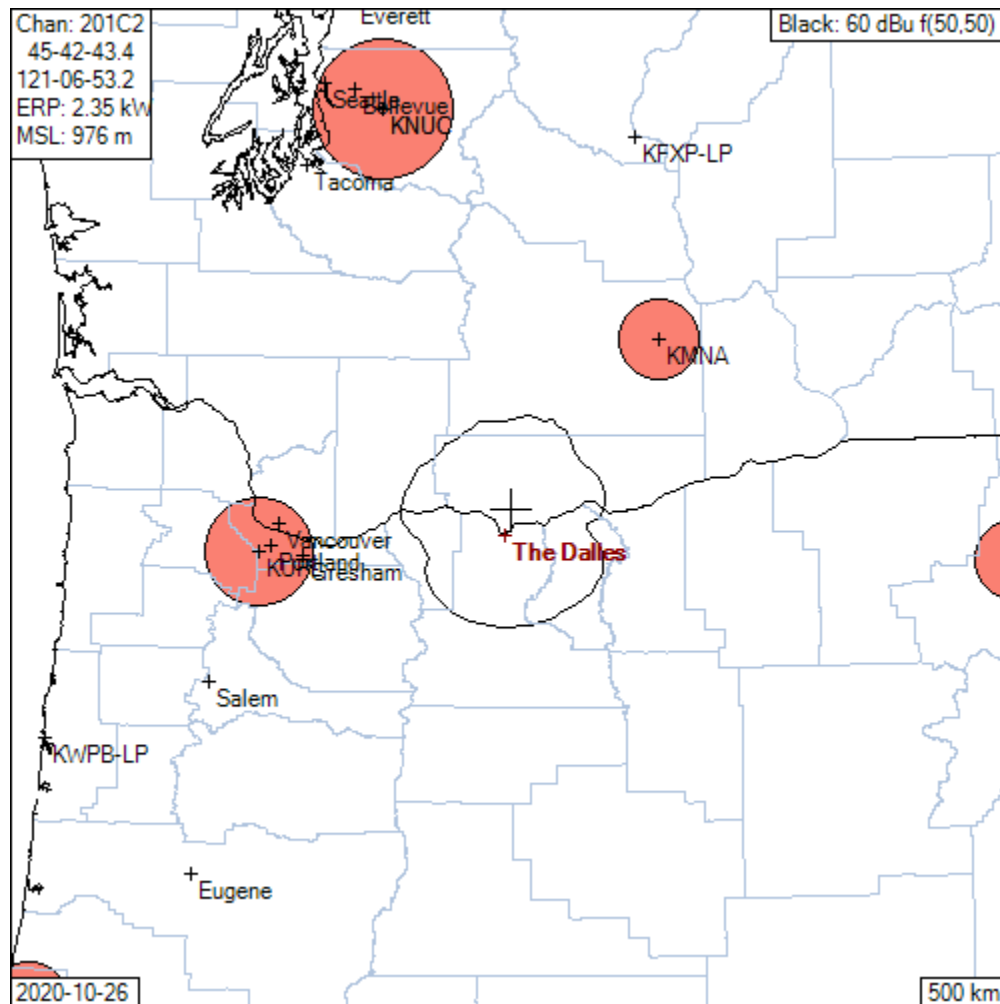 Chan: 201C2
45-42-43.4
121-06-53.2
ERP: 2.35 kW
MSL: 976 m
Black: 60 dBu f(50,50)
Everett
Seattle
Bellevue
KNUC
Tacoma
KFXP-LP
KMNA
Vancouver
Portland
Gresham
The Dalles
Salem
KWPB-LP
Eugene
2020-10-26
500 km